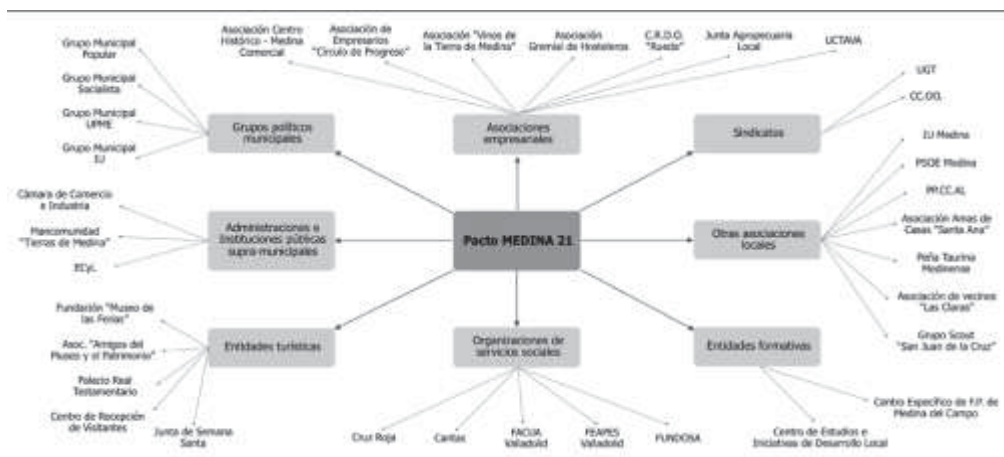 Grupo Municipal
Popular
Grupo Municipal
Socialista
Grupo Municipal
UPME
Grupo Municipal
IU
Grupos políticos
municipales
Asociación Centro
Histórico - Medina
Comercial
Asociación de
Empresarios
"Círculo de Progreso"
Asociación "Vinos de
la Tierra de Medina"
Asociación
Gremial de Hosteleros
C.R.D.O.
"Rueda"
Junta Agropecuaria
Local
UCTAVA
Asociaciones
empresariales
UGT
CC.OO.
Sindicatos
Cámara de Comercio
e Industria
Mancomunidad
"Tierras de Medina"
ECyL
Administraciones e
Instituciones públicas
supra-municipales
Pacto MEDINA 21
Otras asociaciones
locales
IU Medina
PSOE Medina
PP.CC.AL
Asociación Amas de
Casas "Santa Ana"
Peña Taurina
Medinense
Asociación de vecinos
"Las Claras"
Grupo Scout
"San Juan de la Cruz"
Fundación "Museo de
las Ferias"
Asoc. "Amigos del
Museo y el Patrimonio"
Palacio Real
Testamentario
Centro de Recepción
de Visitantes
Junta de Semana
Santa
Entidades turísticas
Organizaciones de
servicios sociales
Cruz Roja
Caritas
FACUA
Valladolid
FEAPES
Valladolid
FUNDOSA
Entidades formativas
Centro Específico de F.P. de
Medina del Campo
Centro de Estudios e
Iniciativas de Desarrollo Local